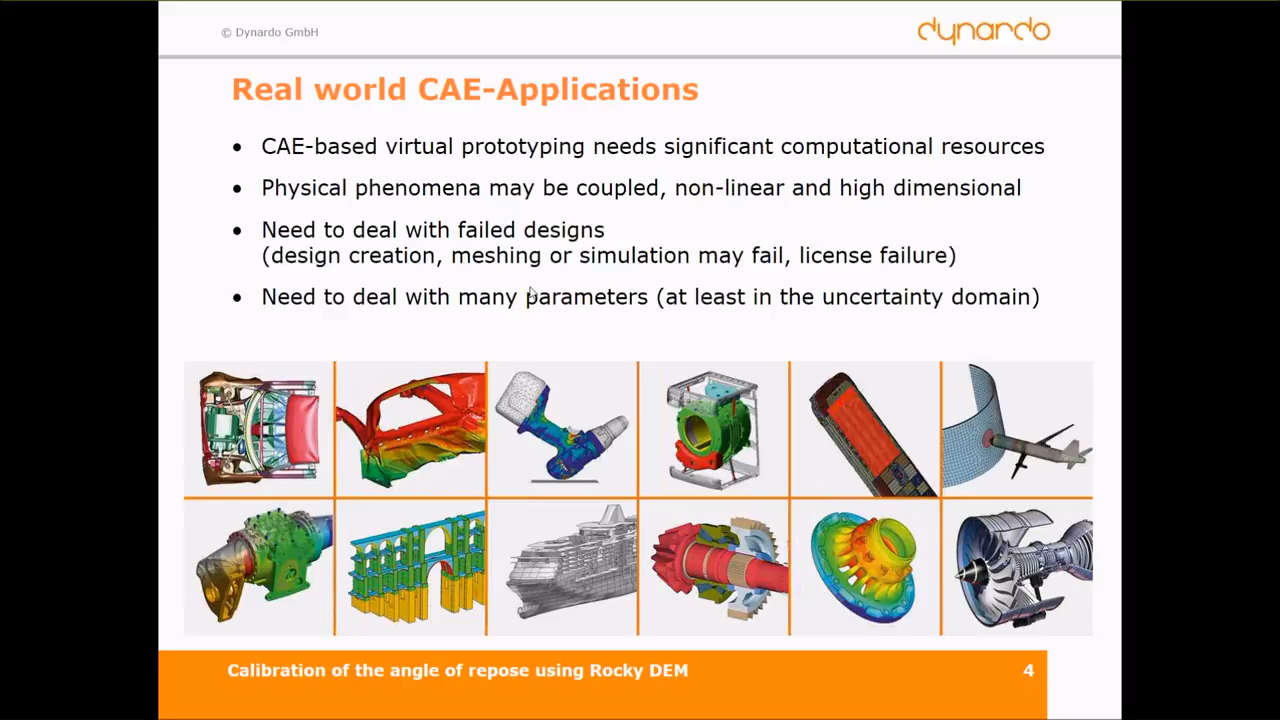 © Dynardo GmbH
dynardo
Real world CAE-Applications
• CAE-based virtual prototyping needs significant computational resources
• Physical phenomena may be coupled, non-linear and high dimensional
• Need to deal with failed designs
(design creation, meshing or simulation may fail, license failure)
• Need to deal with many parameters (at least in the uncertainty domain)
Calibration of the angle of repose using Rocky DEM
4